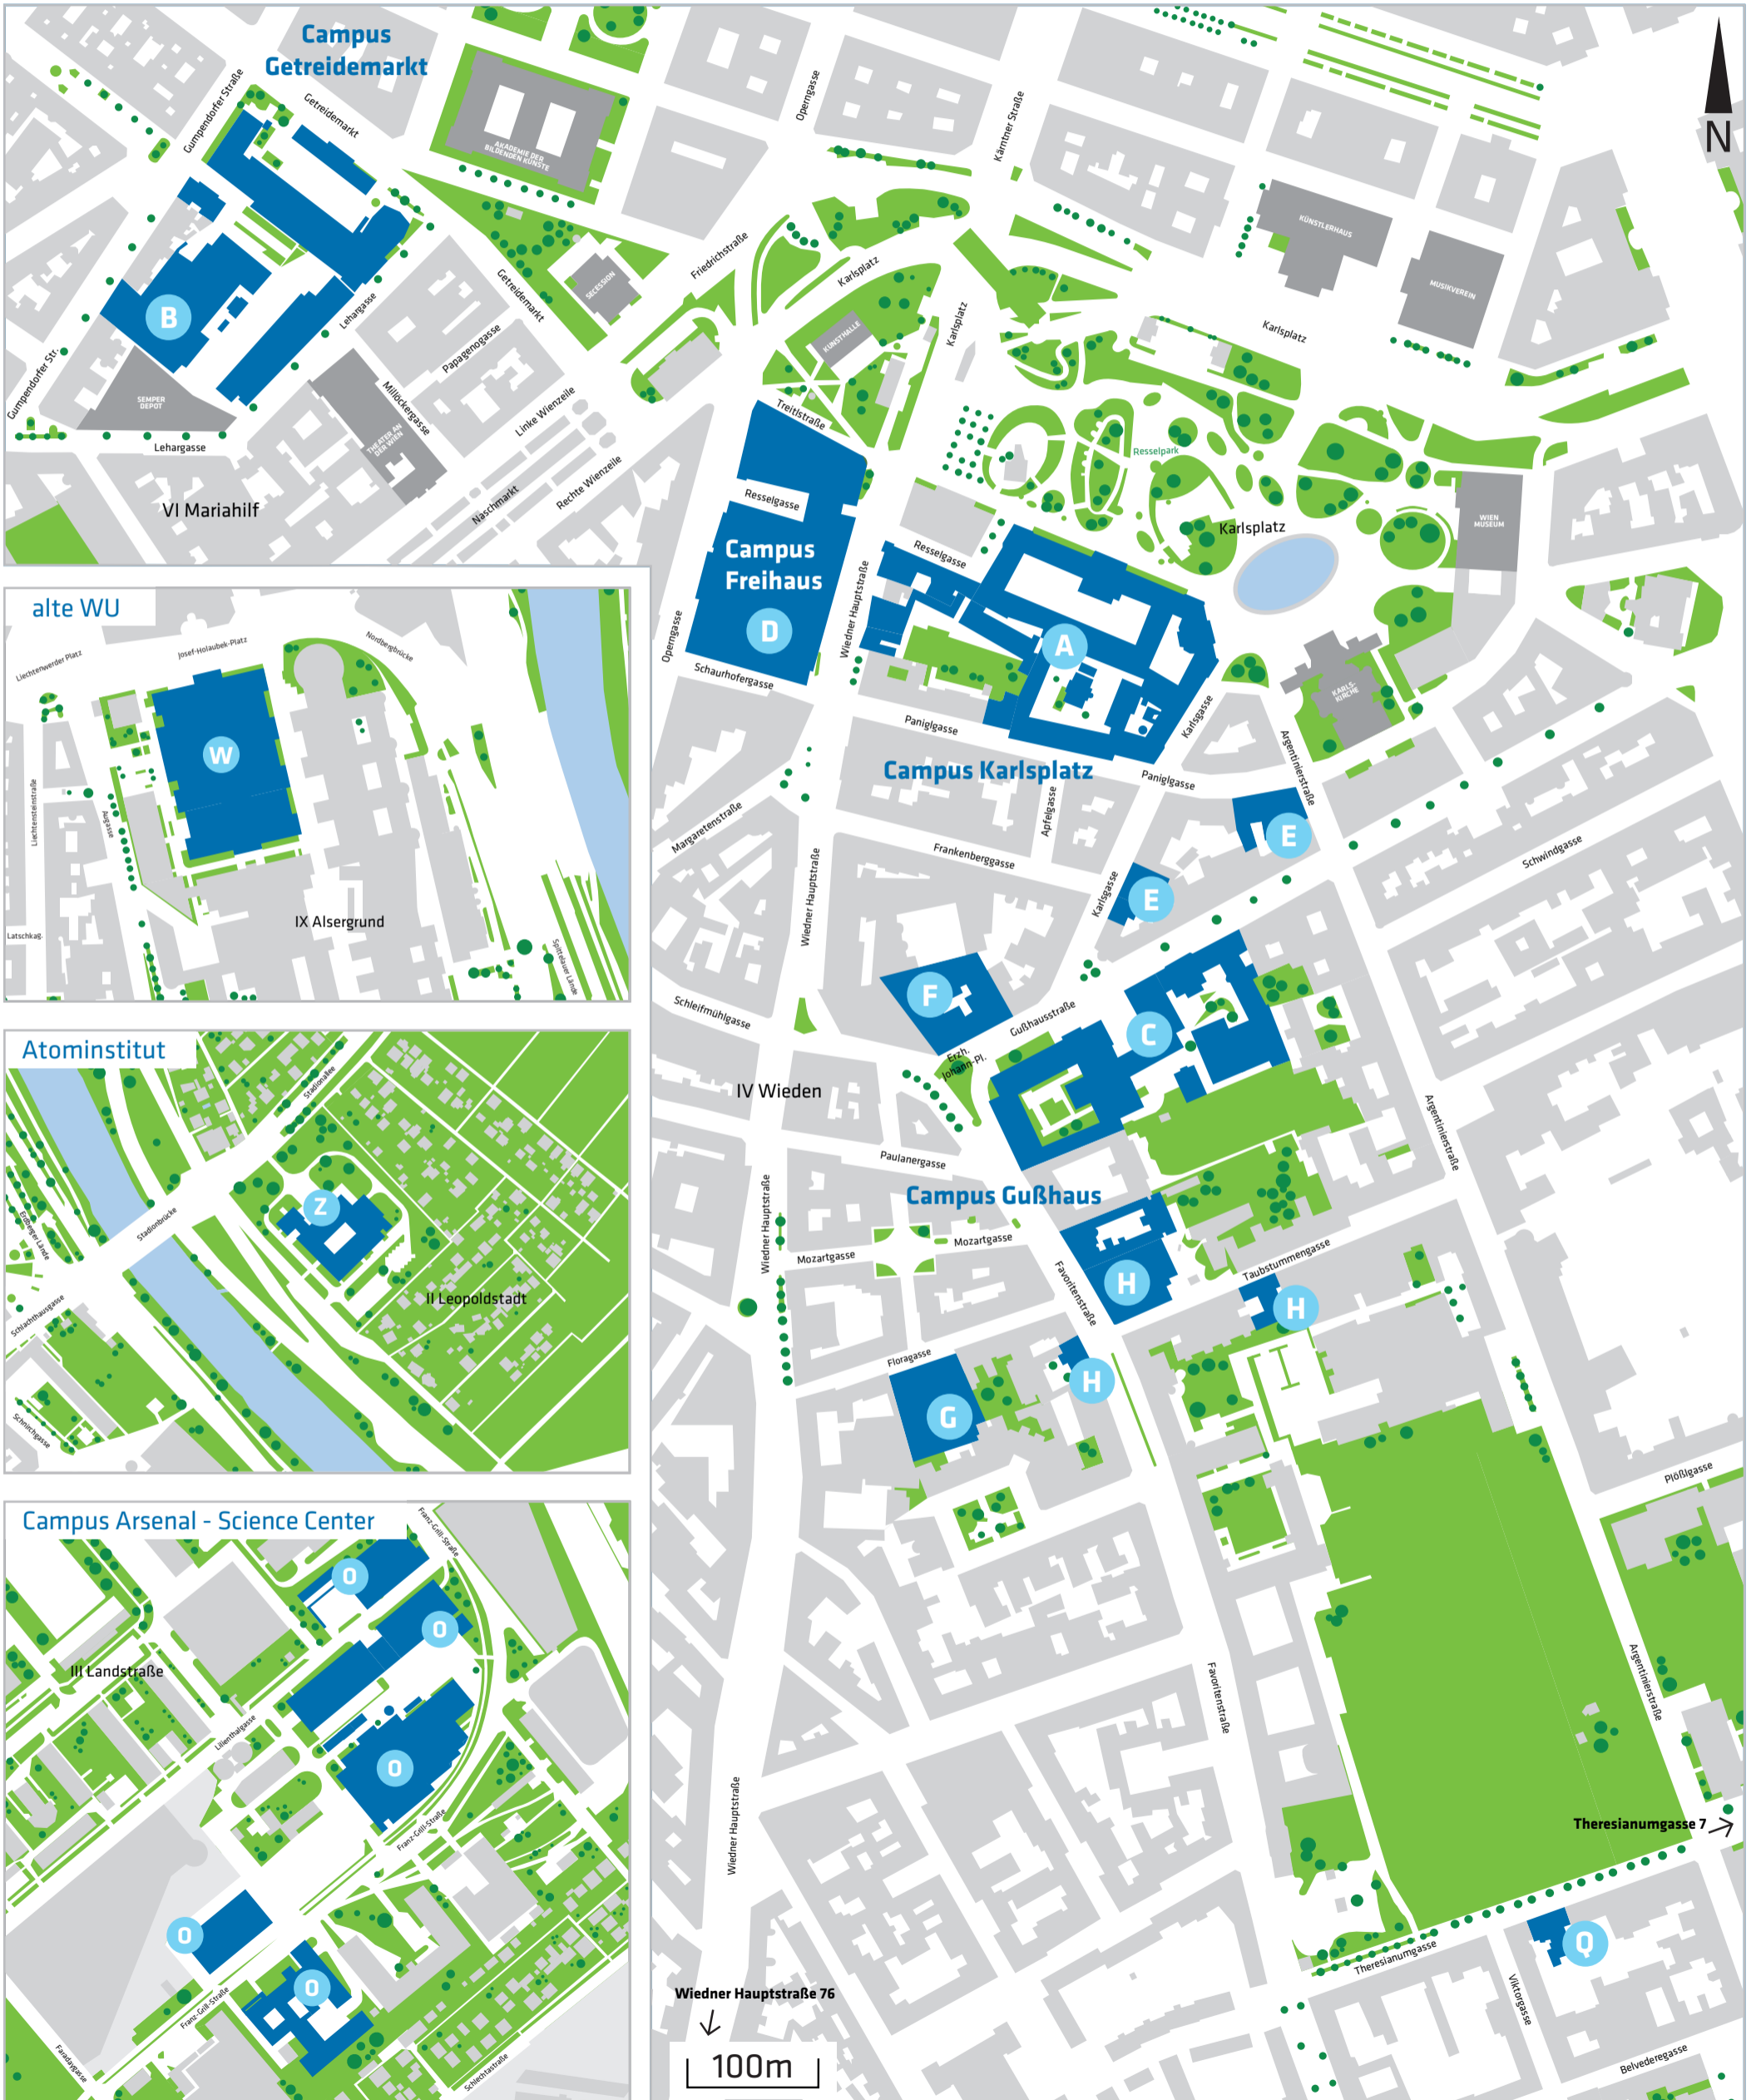 Campus
Getreidemarkt
Gumpendorfer Straße
Getreidemarkt
AKADEMIE DER
BILDENDEN KÜNSTE
Operngasse
Kärntner Straße
N
KÜNSTLERHAUS
MUSIKVEREIN
Friedrichstraße
Karlsplatz
Getreidemarkt
SECESSION
B
Lehargasse
Papagenogasse
KUNSTHALLE
Karlsplatz
Karlsplatz
Gumpendorfer Str.
SEMPER
DEPOT
Millöckergasse
THEATER AN
DER WIEN
Linke Wienzeile
Lehargasse
Treitlstraße
Resselpark
VI Mariahilf
Naschmarkt
Rechte Wienzeile
Resselgasse
Campus
Freihaus
D
Resselgasse
Karlsplatz
WIEN
MUSEUM
Operngasse
Wiedner Hauptstraße
A
Schaurhofergasse
Paniglgasse
Karlsgasse
KARLS-
KIRCHE
Argentinierstraße
Campus Karlsplatz
Paniglgasse
Margaretenstraße
Apfelgasse
E
Frankenberggasse
Schwindgasse
Wiedner Hauptstraße
Karlsgasse
E
F
Schleifmühlgasse
Gußhausstraße
C
Erzh.
Johann-Pl.
IV Wieden
Argentinierstraße
Paulanergasse
Campus Gußhaus
Wiedner Hauptstraße
Mozartgasse
Mozartgasse
Taubstummengasse
Favoritenstraße
H
H
Floragasse
H
G
Plößlgasse
Favoritenstraße
Argentinierstraße
Wiedner Hauptstraße
Theresianumgasse 7
Theresianumgasse
Q
Viktorgasse
Belvederegasse
Wiedner Hauptstraße 76
100m
alte WU
Liechtenwerder Platz
Josef-Holaubek-Platz
Nordbergbrücke
W
Liechtensteinstraße
Augasse
IX Alsergrund
Latschkag.
Spittelauer Lände
Atominstitut
Stadionallee
Z
Erdberger Lände
Stadionbrücke
II Leopoldstadt
Schlachthausgasse
Schnirchgasse
Campus Arsenal - Science Center
Franz-Grill-Straße
O
O
III Landstraße
Lilienthalgasse
O
Franz-Grill-Straße
O
O
Franz-Grill-Straße
Faradaygasse
Schlechtastraße